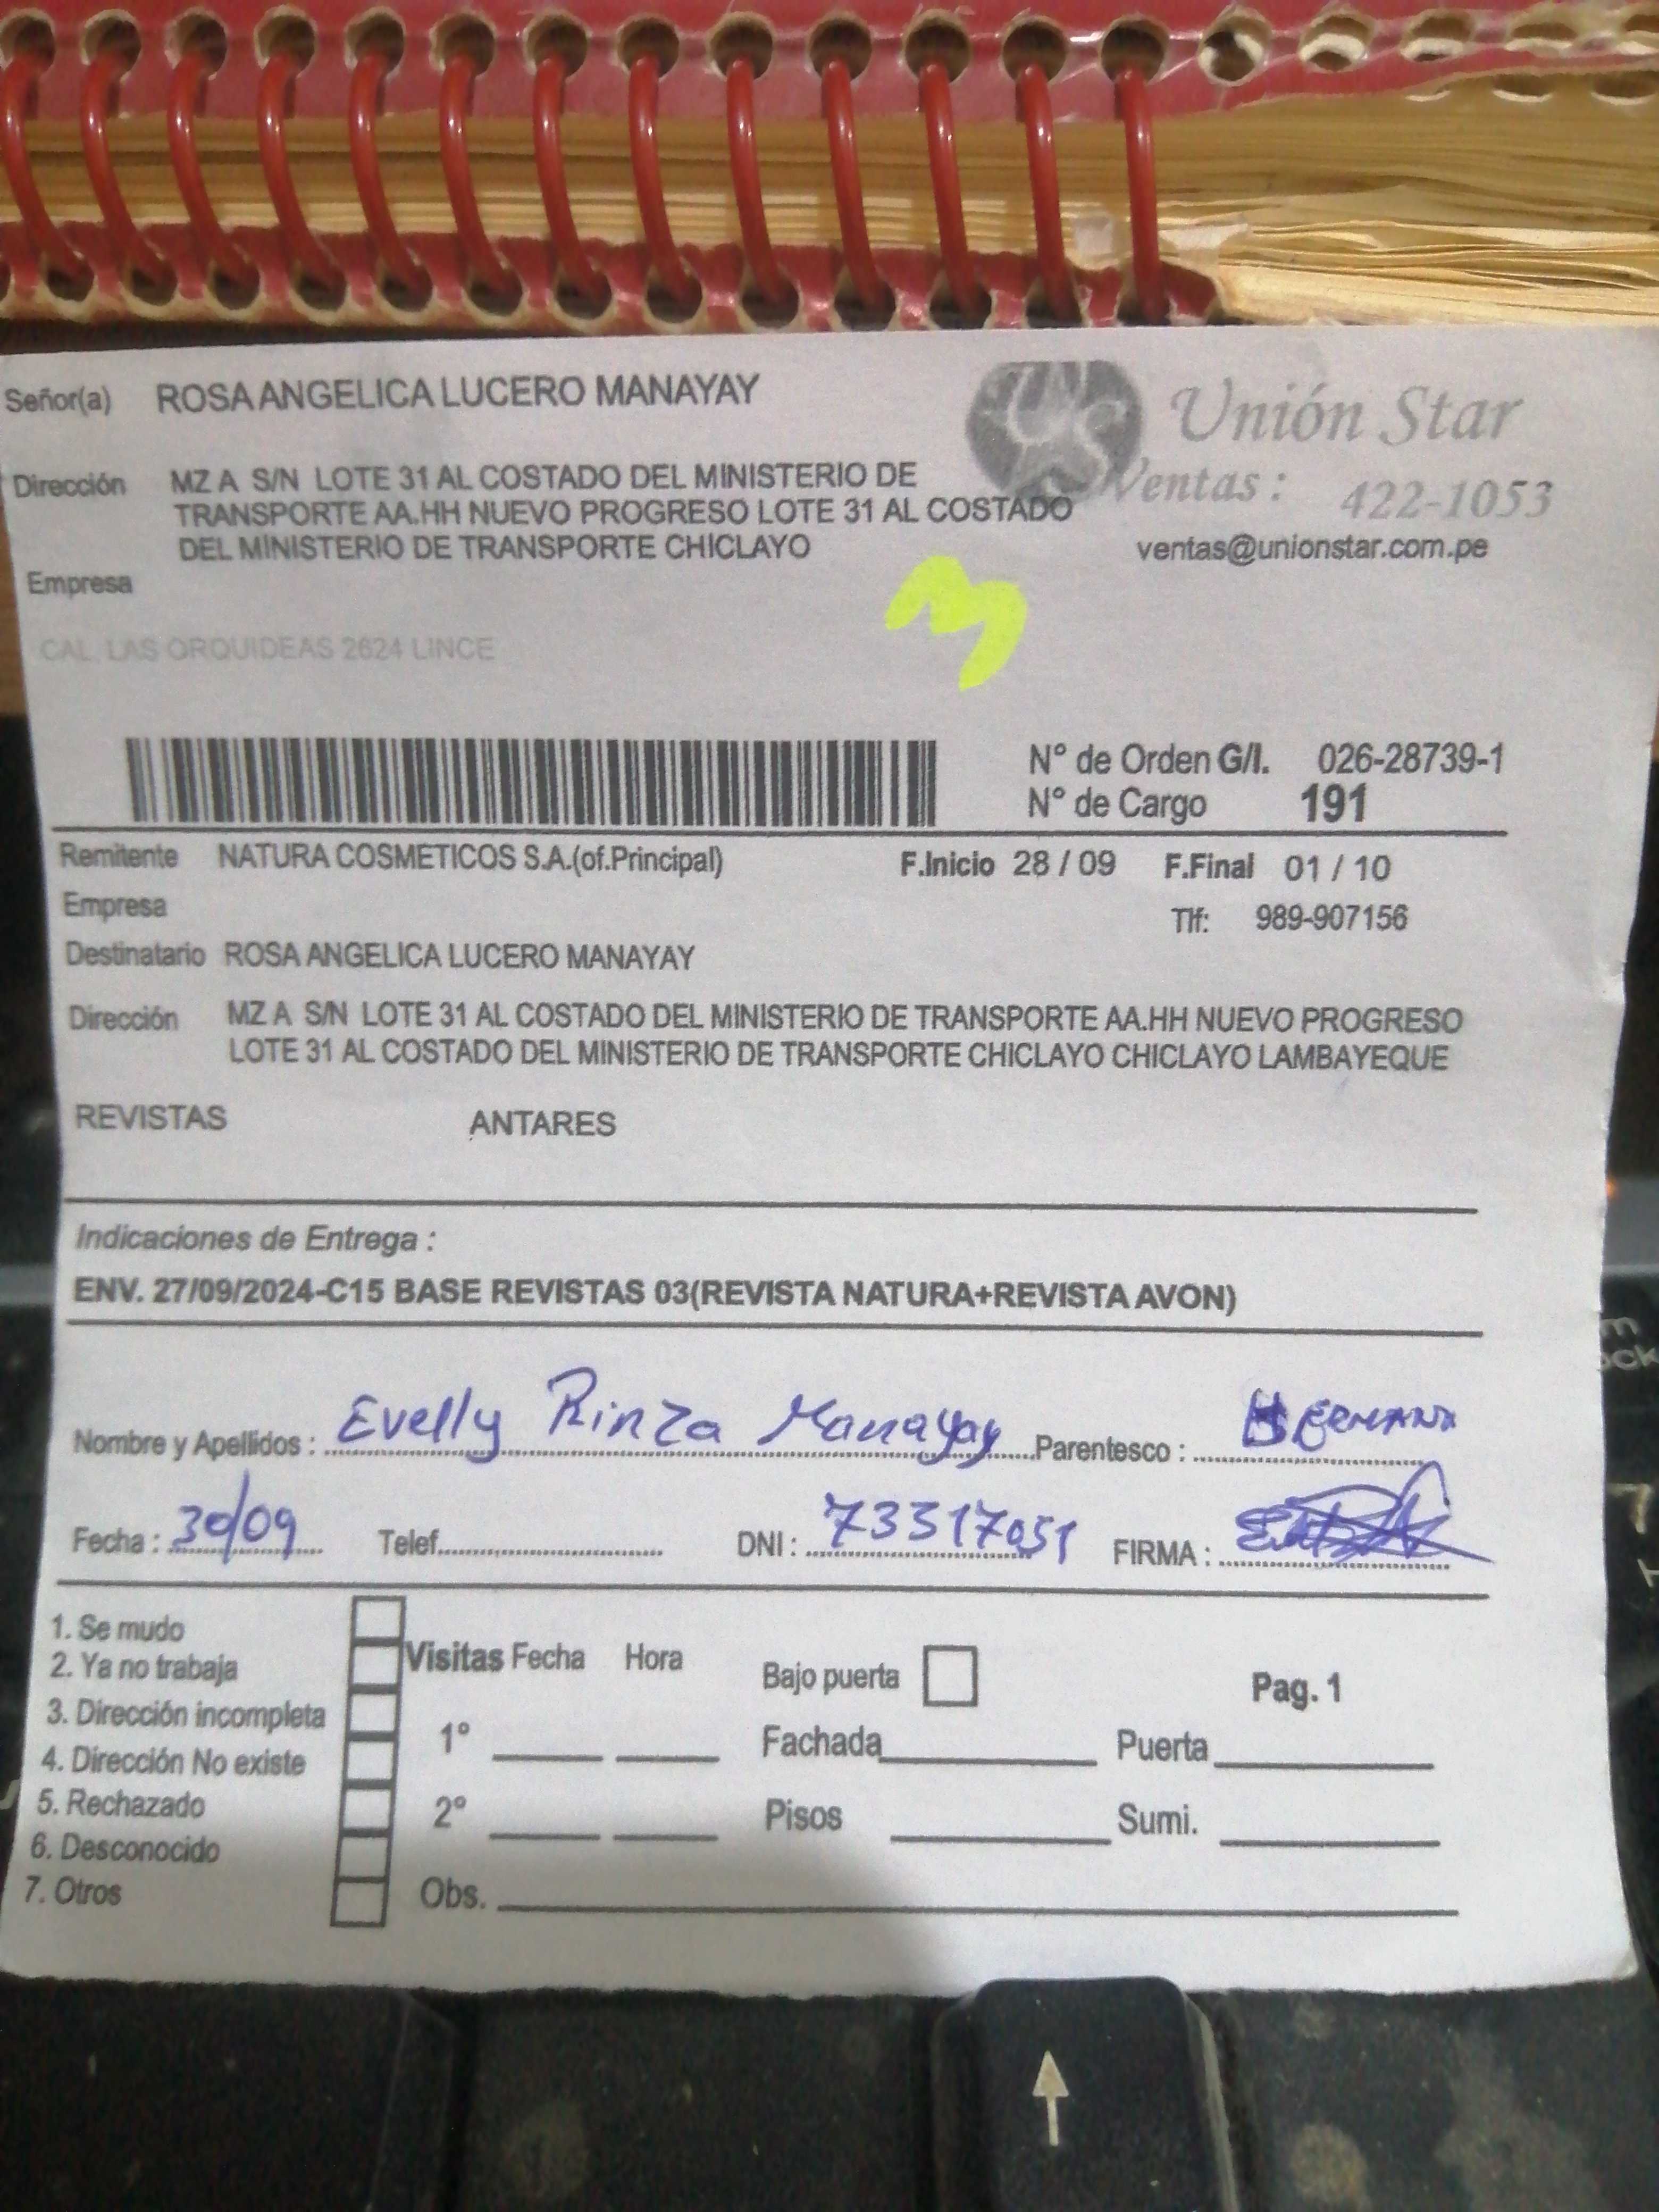 Señor(a) ROSA ANGELICA LUCERO MANAYAY
Unión Star
Ventas : 422-1053
ventas@unionstar.com.pe
Dirección MZ A S/N LOTE 31 AL COSTADO DEL MINISTERIO DE
TRANSPORTE AA.HH NUEVO PROGRESO LOTE 31 AL COSTADO
DEL MINISTERIO DE TRANSPORTE CHICLAYO
Empresa
CAL. LAS ORQUIDEAS 2624 LINCE
N° de Orden G/I. 026-28739-1
N° de Cargo 191
Remitente NATURA COSMETICOS S.A.(of.Principal) F.Inicio 28 / 09 F.Final 01 / 10
Empresa Tlf: 989-907156
Destinatario ROSA ANGELICA LUCERO MANAYAY
Dirección MZ A S/N LOTE 31 AL COSTADO DEL MINISTERIO DE TRANSPORTE AA.HH NUEVO PROGRESO
LOTE 31 AL COSTADO DEL MINISTERIO DE TRANSPORTE CHICLAYO CHICLAYO LAMBAYEQUE
REVISTAS ANTARES
Indicaciones de Entrega :
ENV. 27/09/2024-C15 BASE REVISTAS 03(REVISTA NATURA+REVISTA AVON)
Nombre y Apellidos : Evelly Rinza Manayay Parentesco : HERMANA
Fecha : 30/09 Telef. DNI : 73317051 FIRMA :
1. Se mudo
2. Ya no trabaja
3. Dirección incompleta
4. Dirección No existe
5. Rechazado
6. Desconocido
7. Otros
Visitas Fecha Hora
1°
2°
Obs.
Bajo puerta Pag. 1
Fachada Puerta
Pisos Sumi.